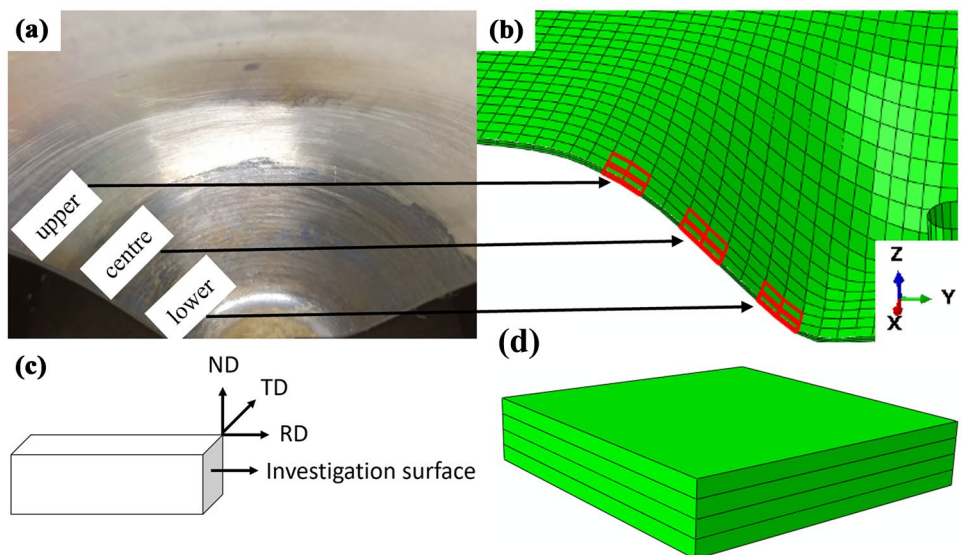 (a)
upper
centre
lower
(b)
Z
Y
X
(c)
ND
TD
RD
Investigation surface
(d)